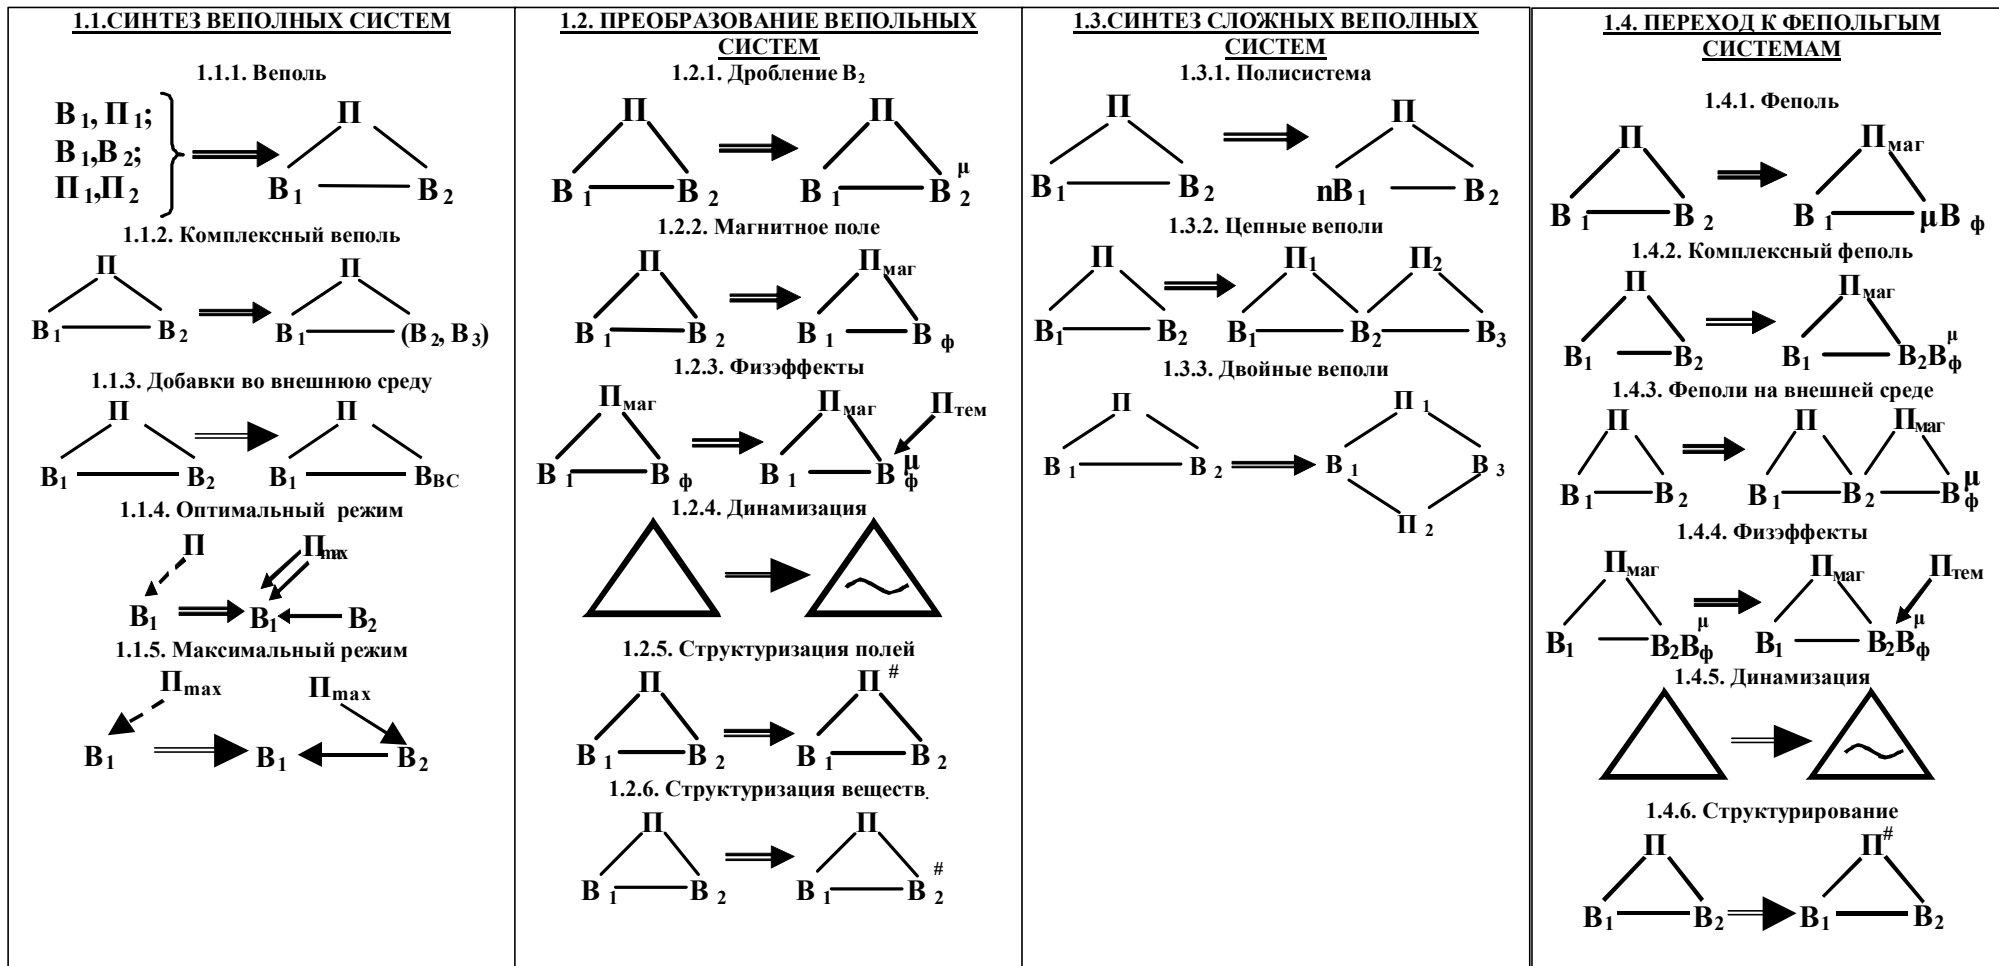 1.1.СИНТЕЗ ВЕПОЛНЫХ СИСТЕМ
1.1.1. Веполь
В1, П1;
В1,В2;
П1,П2
П
В1 В2
1.1.2. Комплексный веполь
П П
В1 В2 В1 (В2, В3)
1.1.3. Добавки во внешнюю среду
П П
В1 В2 В1 ВВС
1.1.4. Оптимальный режим
П Пmax
В1 В1 В2
1.1.5. Максимальный режим
Пmax Пmax
В1 В1 В2
1.2. ПРЕОБРАЗОВАНИЕ ВЕПОЛЬНЫХ
СИСТЕМ
1.2.1. Дробление В2
П П
В1 В2 В1 В2 μ
1.2.2. Магнитное поле
П Пмаг
В1 В2 В1 Вф
1.2.3. Физэффекты
Пмаг Пмаг Птем
В1 Вф В1 Вф μ
1.2.4. Динамизация
1.2.5. Структуризация полей
П П#
В1 В2 В1 В2
1.2.6. Структуризация веществ.
П П
В1 В2 В1 В2 #
1.3.СИНТЕЗ СЛОЖНЫХ ВЕПОЛНЫХ
СИСТЕМ
1.3.1. Полисистема
П П
В1 В2 nВ1 В2
1.3.2. Цепные веполи
П П1 П2
В1 В2 В1 В2 В3
1.3.3. Двойные веполи
П П1
В1 В2 В1 В3
П2
1.4. ПЕРЕХОД К ФЕПОЛЬГЫМ
СИСТЕМАМ
1.4.1. Феполь
П Пмаг
В1 В2 В1 μВф
1.4.2. Комплексный феполь
П Пмаг
В1 В2 В1 В2Вф μ
1.4.3. Феполи на внешней среде
П П Пмаг
В1 В2 В1 В2 Вф μ
1.4.4. Физэффекты
Пмаг Пмаг Птем
В1 В2Вф μ В1 В2Вф μ
1.4.5. Динамизация
1.4.6. Структурирование
П П#
В1 В2 В1 В2